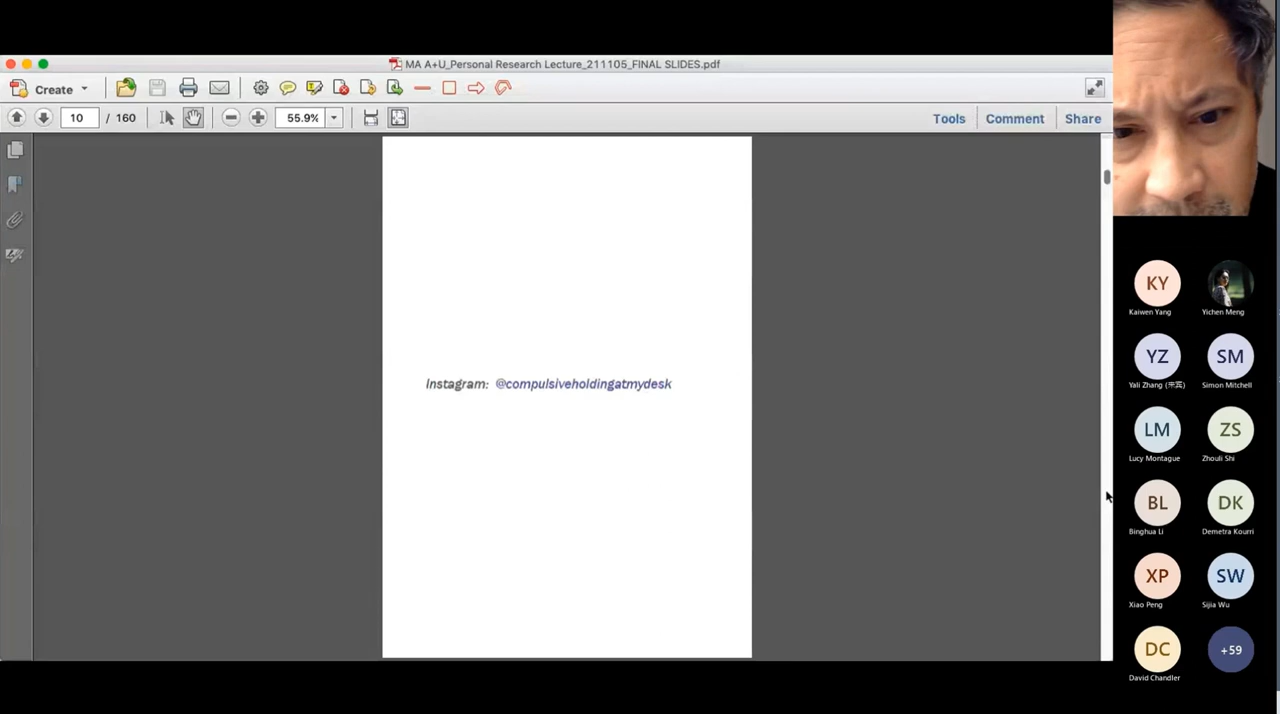 MA A+U_Personal Research Lecture_211105_FINAL SLIDES.pdf
Create
10 / 160
55.9%
Tools Comment Share
Instagram: @compulsiveholdingatmydesk
KY
Kaiwen Yang
Yichen Meng
YZ SM
Yali Zhang Simon Mitchell
LM ZS
Lucy Montague Zhouli Shi
BL DK
Binghua Li Demetra Kourri
XP SW
Xiao Peng Sijia Wu
DC +59
David Chandler